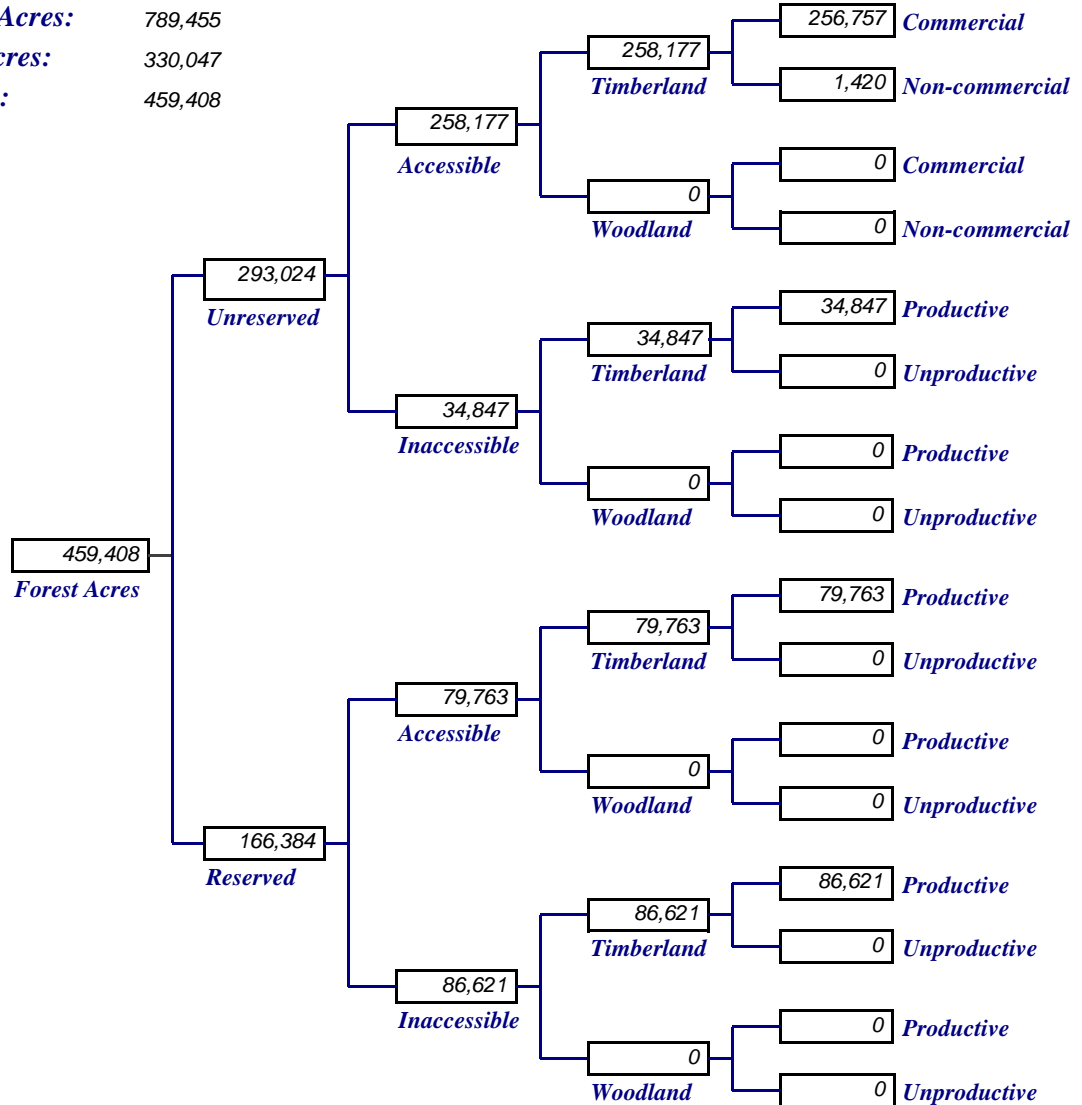 Acres: 789,455
cres: 330,047
: 459,408
256,757 Commercial
258,177
Timberland
1,420 Non-commercial
258,177
Accessible
0 Commercial
0
Woodland
0 Non-commercial
293,024
Unreserved
34,847 Productive
34,847
Timberland
0 Unproductive
34,847
Inaccessible
0 Productive
0
Woodland
0 Unproductive
459,408
Forest Acres
79,763 Productive
79,763
Timberland
0 Unproductive
79,763
Accessible
0 Productive
0
Woodland
0 Unproductive
166,384
Reserved
86,621 Productive
86,621
Timberland
0 Unproductive
86,621
Inaccessible
0 Productive
0
Woodland
0 Unproductive